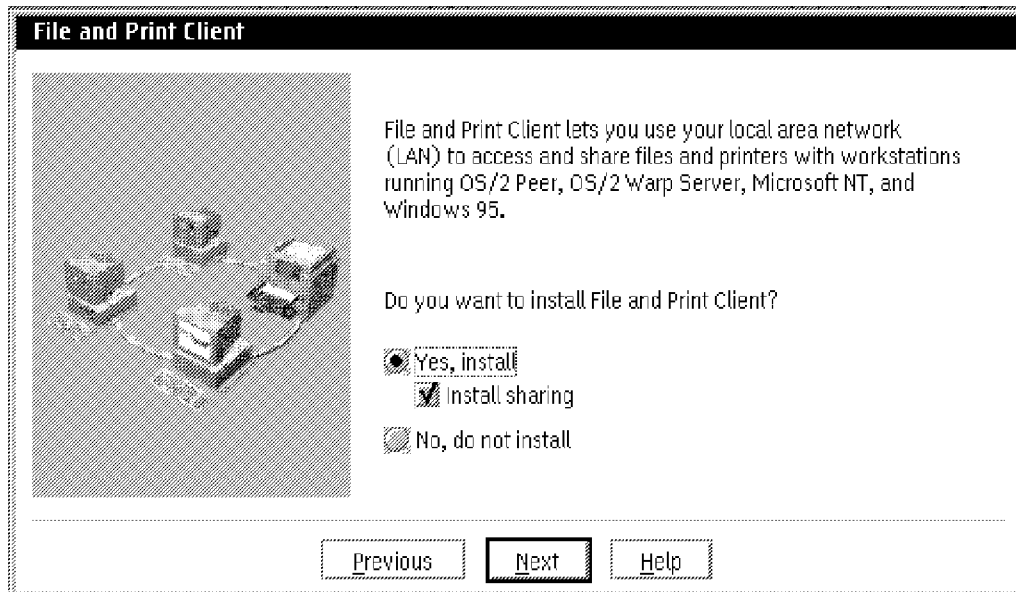 File and Print Client
File and Print Client lets you use your local area network
(LAN) to access and share files and printers with workstations
running OS/2 Peer, OS/2 Warp Server, Microsoft NT, and
Windows 95.
Do you want to install File and Print Client?
Yes, install
Install sharing
No, do not install
Previous
Next
Help